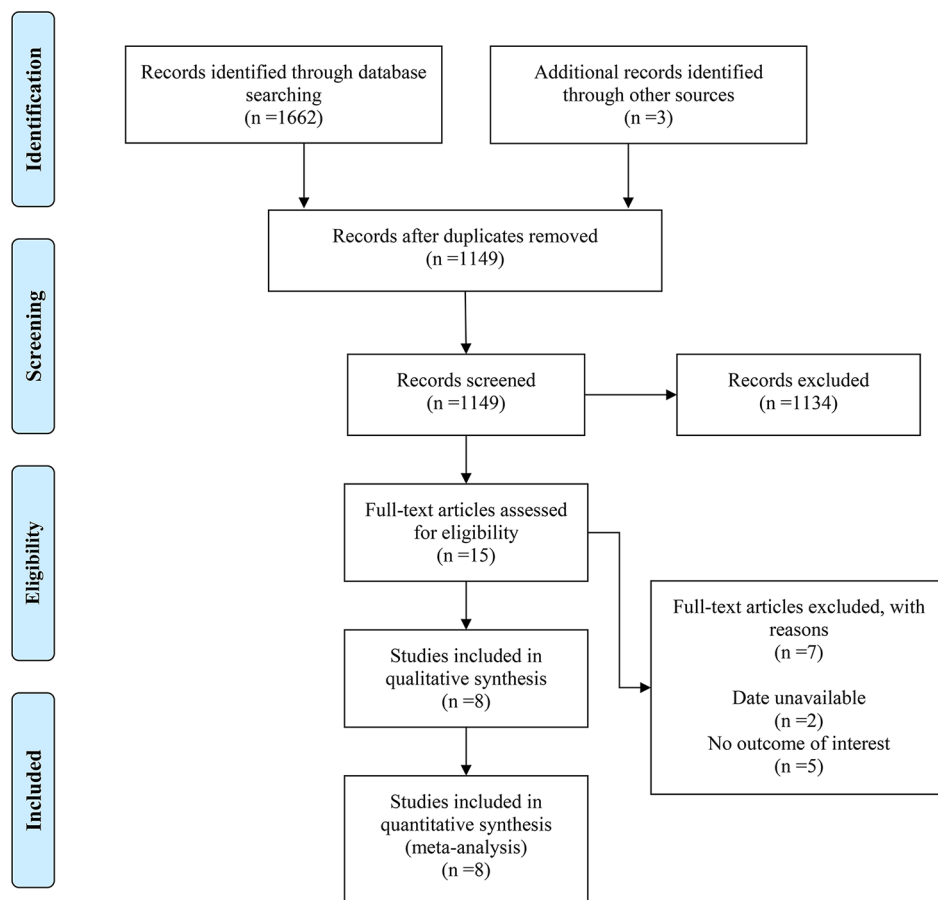 Identification
Records identified through database
searching
(n =1662)
Additional records identified
through other sources
(n =3)
Records after duplicates removed
(n =1149)
Screening
Records screened
(n =1149)
Records excluded
(n =1134)
Eligibility
Full-text articles assessed
for eligibility
(n =15)
Full-text articles excluded, with
reasons
(n =7)
Date unavailable
(n =2)
No outcome of interest
(n =5)
Studies included in
qualitative synthesis
(n =8)
Included
Studies included in
quantitative synthesis
(meta-analysis)
(n =8)